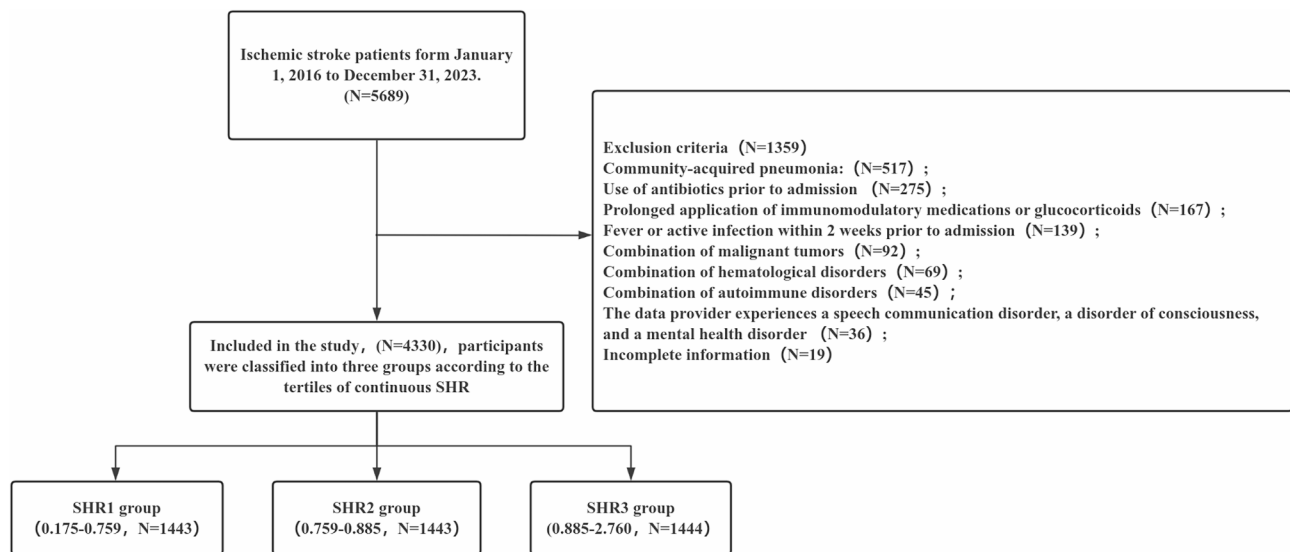 Ischemic stroke patients form January
1, 2016 to December 31, 2023.
(N=5689)
Exclusion criteria（N=1359）
Community-acquired pneumonia:（N=517）;
Use of antibiotics prior to admission （N=275）;
Prolonged application of immunomodulatory medications or glucocorticoids（N=167）;
Fever or active infection within 2 weeks prior to admission（N=139）;
Combination of malignant tumors （N=92）;
Combination of hematological disorders（N=69）;
Combination of autoimmune disorders（N=45）;
The data provider experiences a speech communication disorder, a disorder of consciousness,
and a mental health disorder （N=36）;
Incomplete information（N=19）
Included in the study,（N=4330）, participants
were classified into three groups according to the
tertiles of continuous SHR
SHR1 group
（0.175-0.759, N=1443）
SHR2 group
（0.759-0.885, N=1443）
SHR3 group
(0.885-2.760, N=1444）